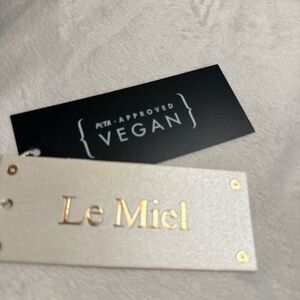 PeTA - APPROVED
{ VEGAN }
Le Miel